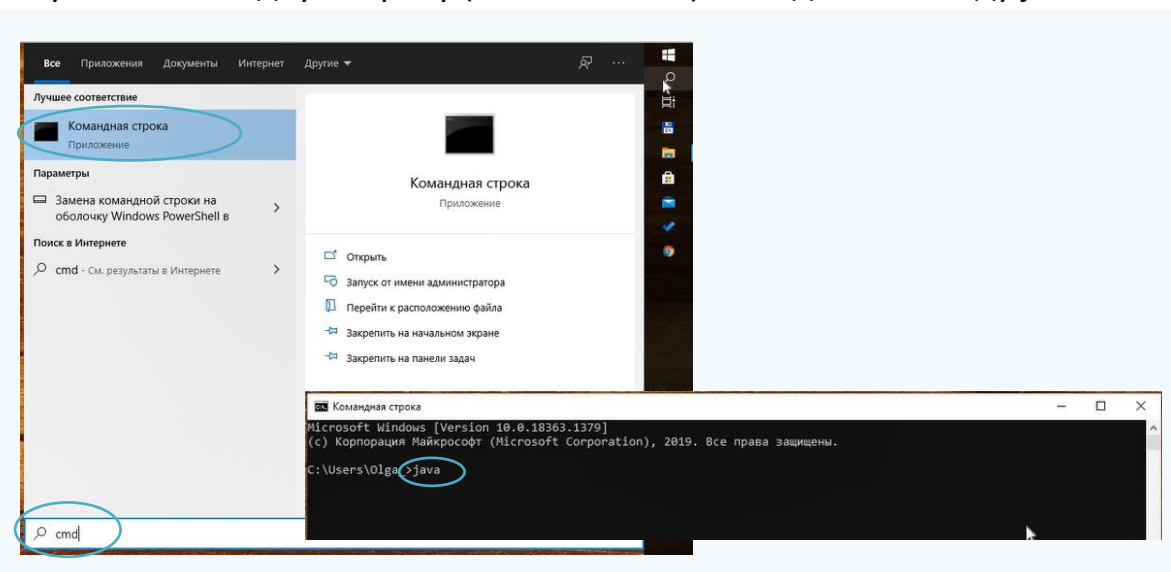 Все Приложения Документы Интернет Другие
Лучшее соответствие
Командная строка
Приложение
Параметры
Замена командной строки на
оболочку Windows PowerShell в
Поиск в Интернете
cmd - См. результаты в Интернете
cmd
Командная строка
Приложение
Открыть
Запуск от имени администратора
Перейти к расположению файла
Закрепить на начальном экране
Закрепить на панели задач
Командная строка
Microsoft Windows [Version 10.0.18363.1379]
(c) Корпорация Майкрософт (Microsoft Corporation), 2019. Все права защищены.
C:\Users\Olga >java